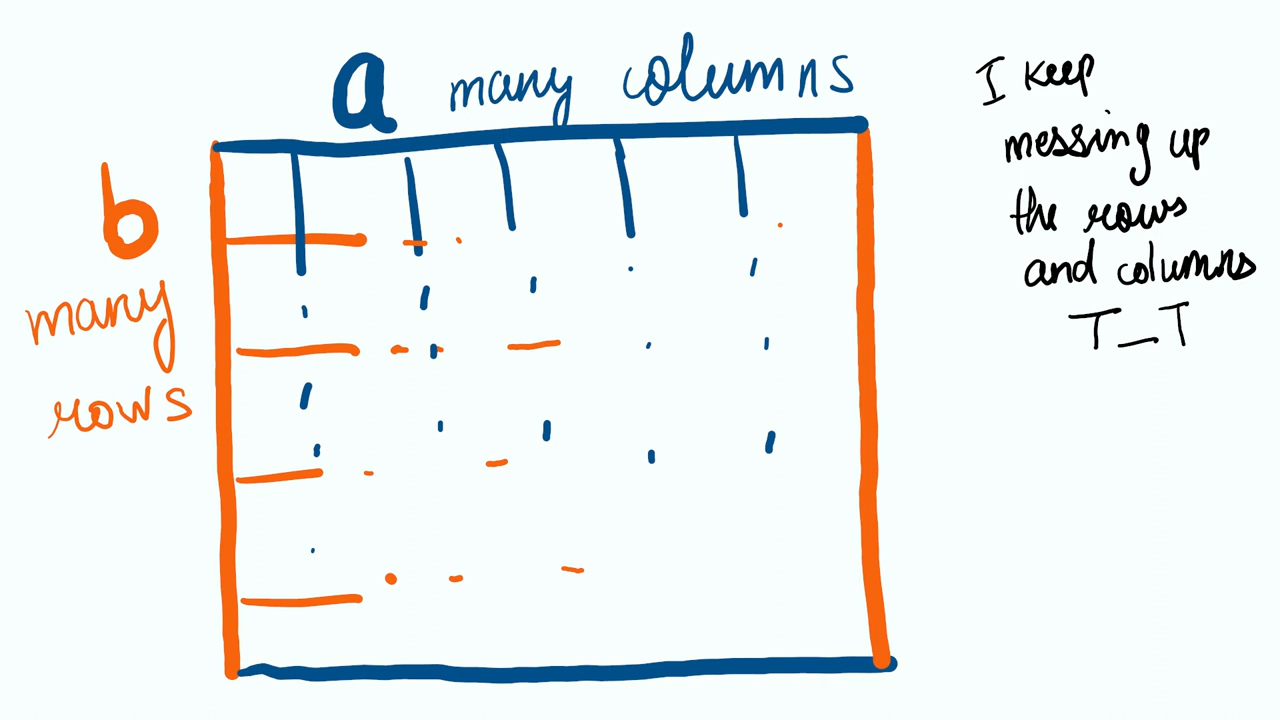 a many columns
b
many
rows
I keep
messing up
the rows
and columns
T_T